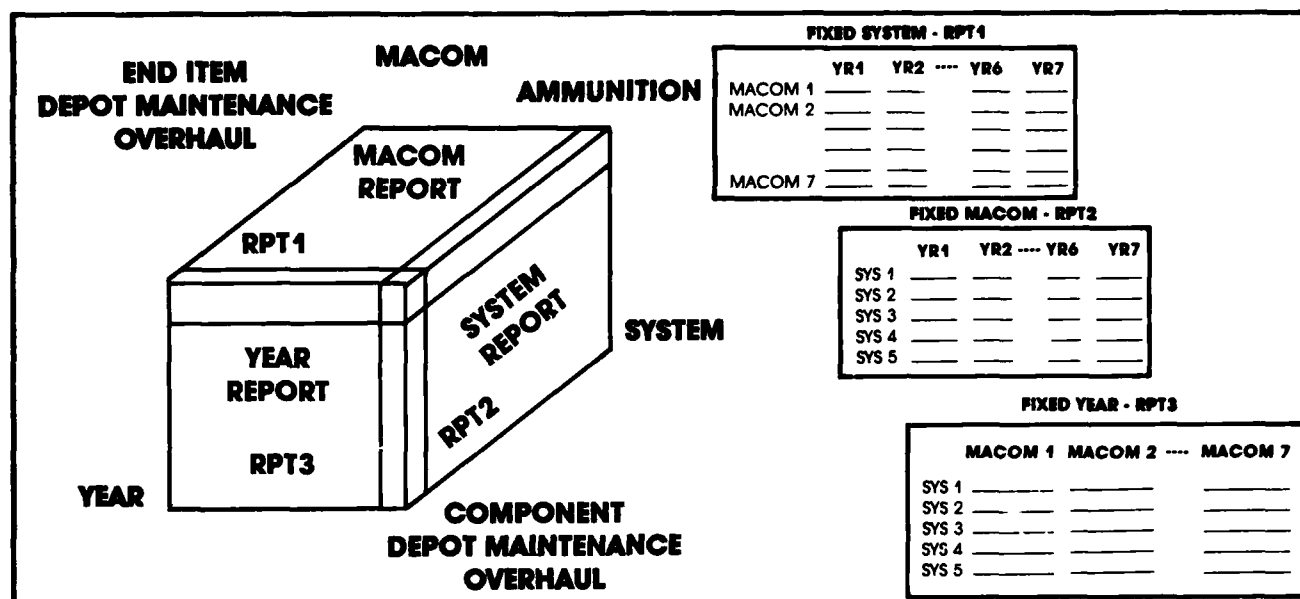 MACOM
END ITEM
DEPOT MAINTENANCE
OVERHAUL
AMMUNITION
MACOM
REPORT
RPT1
YEAR
REPORT
RPT3
SYSTEM
REPORT
RPT2
SYSTEM
YEAR
COMPONENT
DEPOT MAINTENANCE
OVERHAUL
FIXED SYSTEM - RPT1
YR1 YR2 ---- YR6 YR7
MACOM 1
MACOM 2
MACOM 7
FIXED MACOM - RPT2
YR1 YR2 ---- YR6 YR7
SYS 1
SYS 2
SYS 3
SYS 4
SYS 5
FIXED YEAR - RPT3
MACOM 1 MACOM 2 ---- MACOM 7
SYS 1
SYS 2
SYS 3
SYS 4
SYS 5